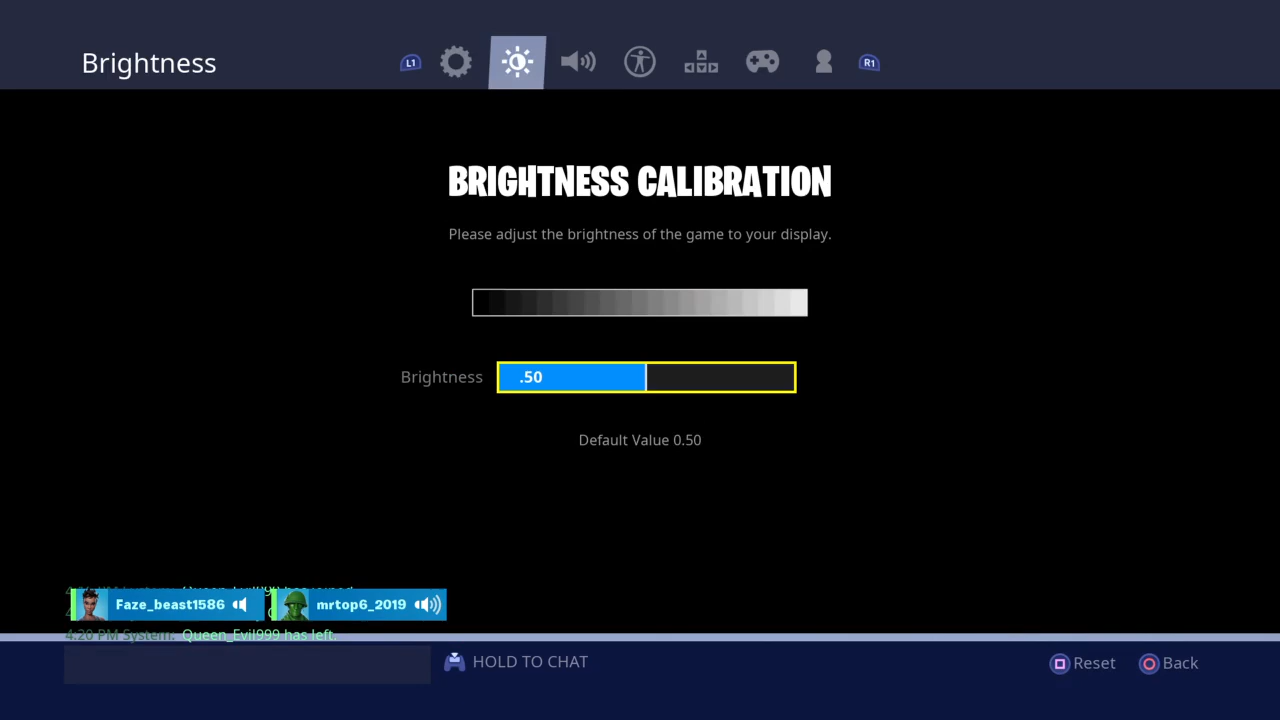 Brightness
L1
R1
BRIGHTNESS CALIBRATION
Please adjust the brightness of the game to your display.
Brightness .50
Default Value 0.50
Faze_beast1586 mrtop6_2019
4:20 PM System: Queen_Evil999 has left.
HOLD TO CHAT
Reset Back